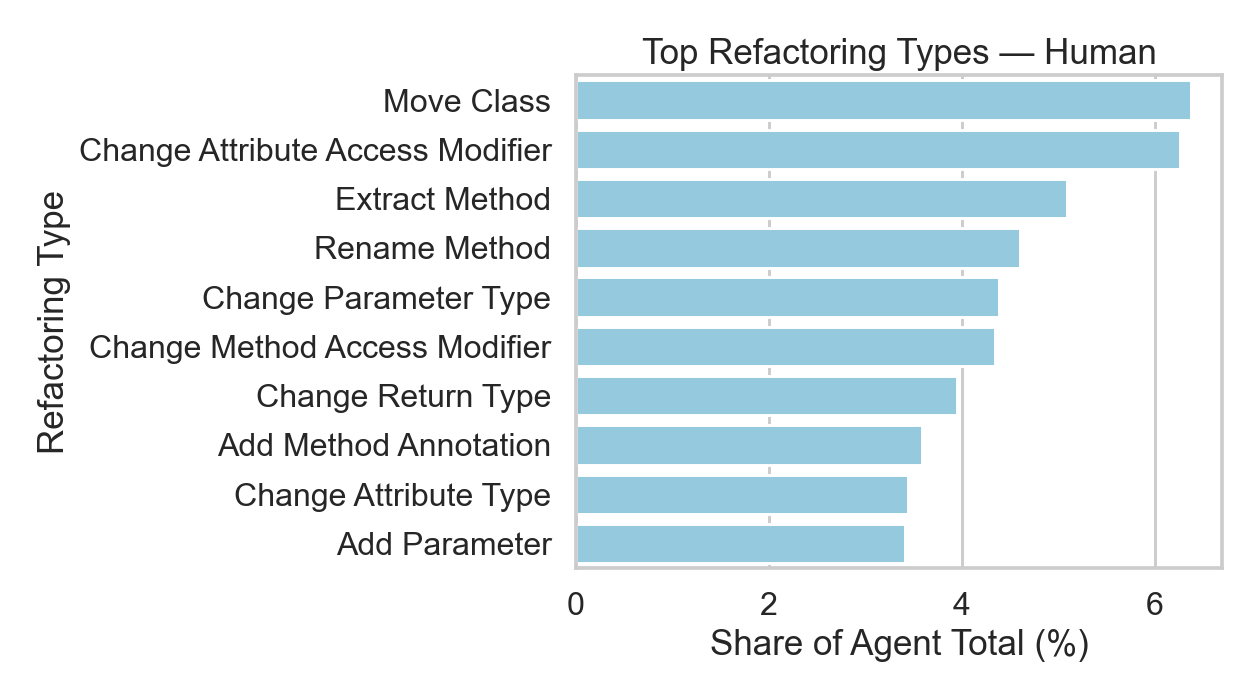 Top Refactoring Types — Human
Refactoring Type
Move Class
Change Attribute Access Modifier
Extract Method
Rename Method
Change Parameter Type
Change Method Access Modifier
Change Return Type
Add Method Annotation
Change Attribute Type
Add Parameter
0 2 4 6
Share of Agent Total (%)